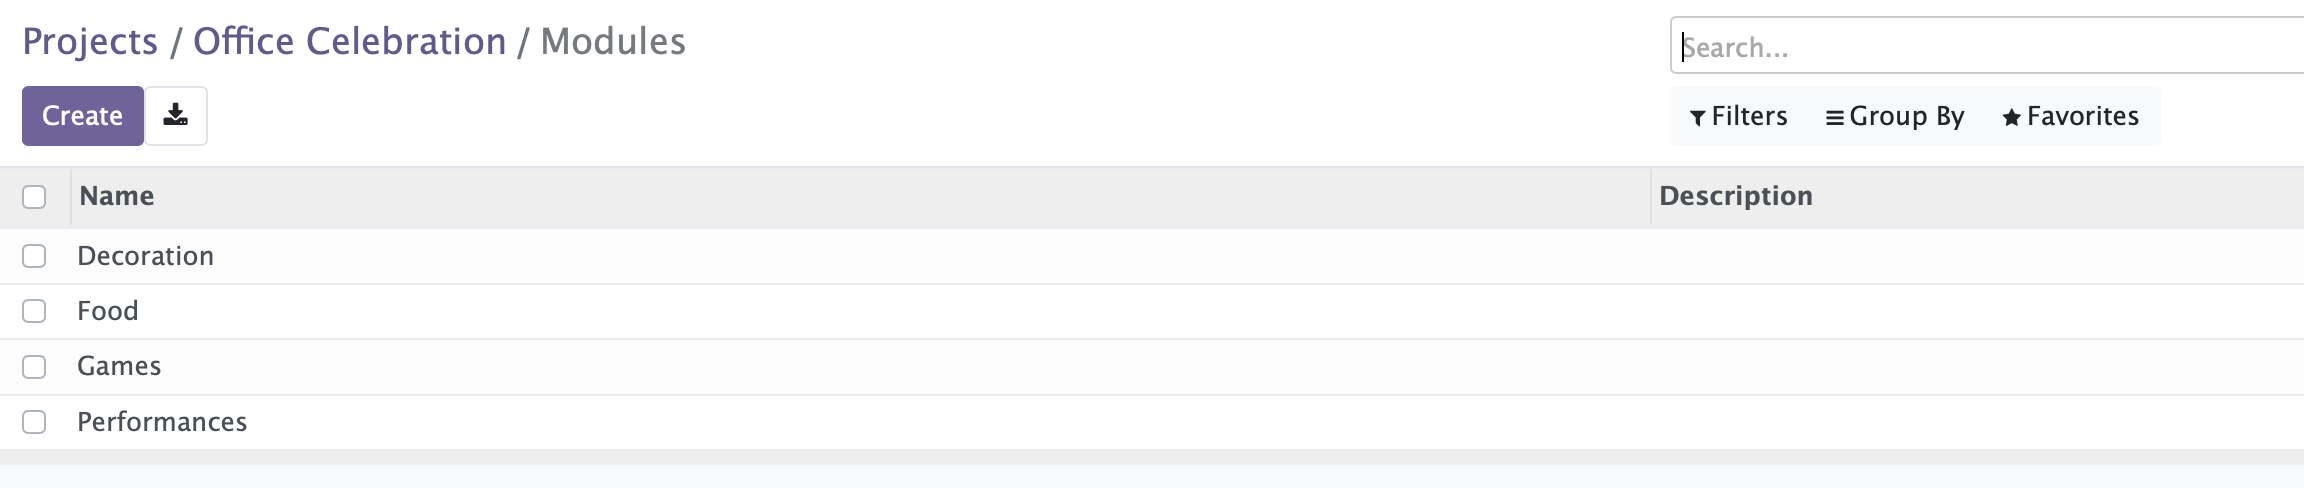 Projects / Office Celebration / Modules
Search...
Create
Filters Group By Favorites
Name Description
Decoration
Food
Games
Performances